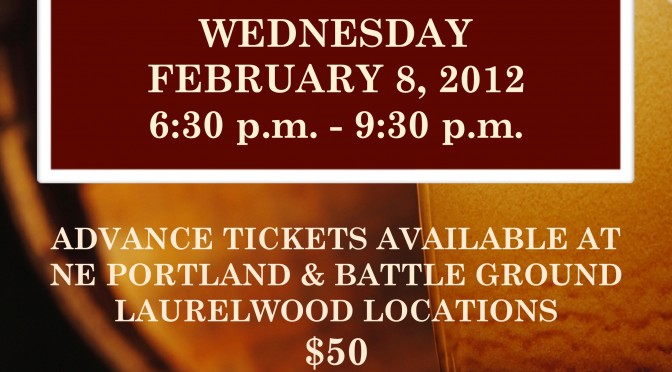 WEDNESDAY
FEBRUARY 8, 2012
6:30 p.m. - 9:30 p.m.
ADVANCE TICKETS AVAILABLE AT
NE PORTLAND & BATTLE GROUND
LAURELWOOD LOCATIONS
$50